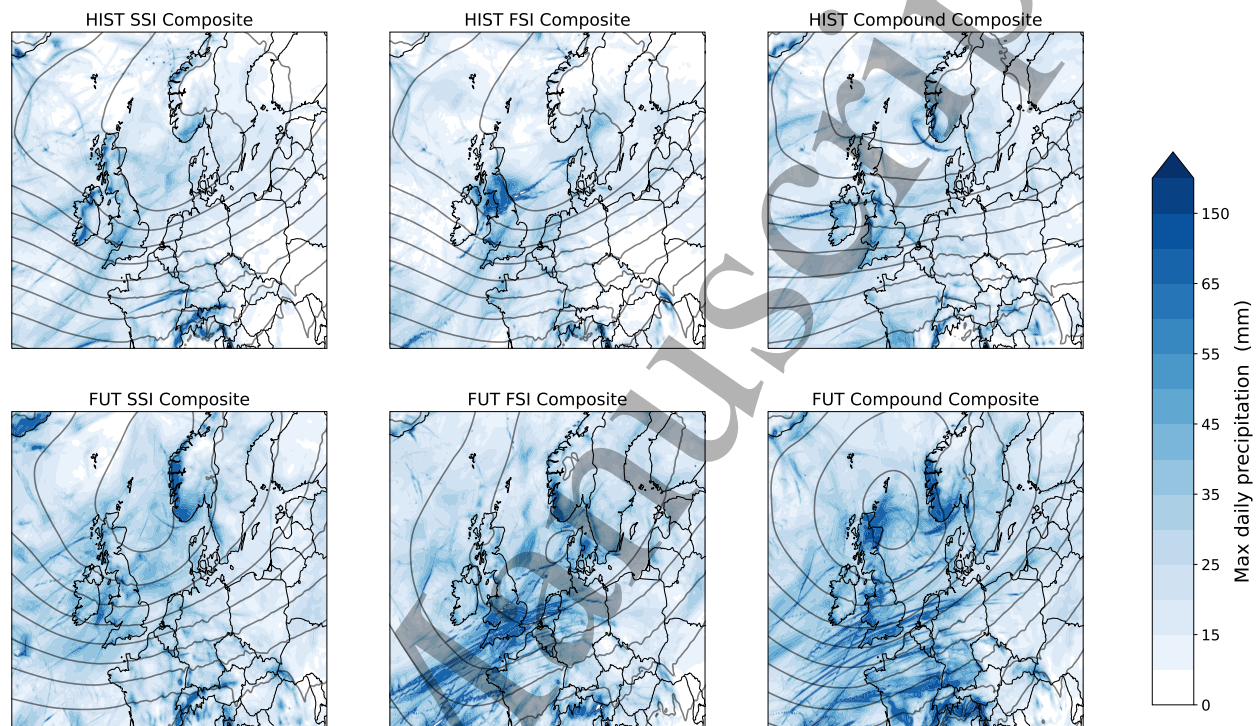 HIST SSI Composite
HIST FSI Composite
HIST Compound Composite
FUT SSI Composite
FUT FSI Composite
FUT Compound Composite
150
65
55
45
35
25
15
0
Max daily precipitation (mm)
Manuscrip